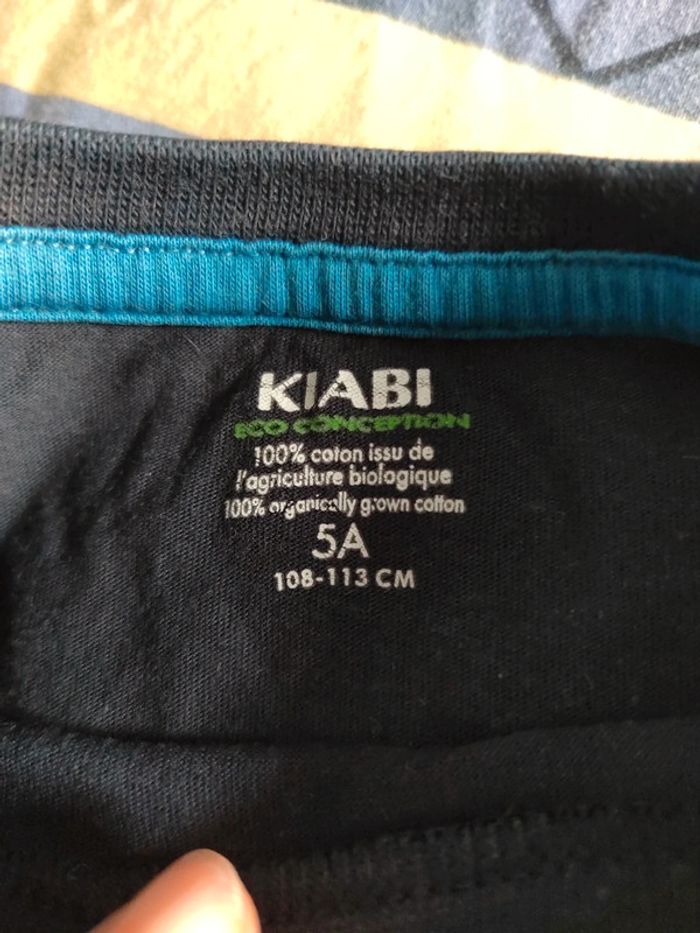 KIABI
ECO CONCEPTION
100% coton issu de
l'agriculture biologique
100% organically grown cotton
5A
108-113 CM